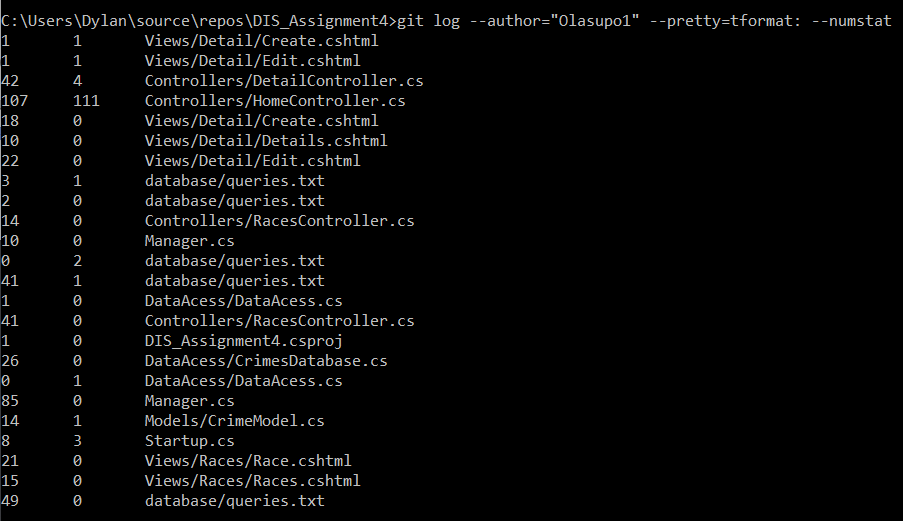 C:\Users\Dylan\source\repos\DIS_Assignment4>git log --author="Olasupo1" --pretty=tformat: --numstat
1       1       Views/Detail/Create.cshtml
1       1       Views/Detail/Edit.cshtml
42      4       Controllers/DetailController.cs
107     111     Controllers/HomeController.cs
18      0       Views/Detail/Create.cshtml
10      0       Views/Detail/Details.cshtml
22      0       Views/Detail/Edit.cshtml
3       1       database/queries.txt
2       0       database/queries.txt
14      0       Controllers/RacesController.cs
10      0       Manager.cs
0       2       database/queries.txt
41      1       database/queries.txt
1       0       DataAcess/DataAcess.cs
41      0       Controllers/RacesController.cs
1       0       DIS_Assignment4.csproj
26      0       DataAcess/CrimesDatabase.cs
0       1       DataAcess/DataAcess.cs
85      0       Manager.cs
14      1       Models/CrimeModel.cs
8       3       Startup.cs
21      0       Views/Races/Race.cshtml
15      0       Views/Races/Races.cshtml
49      0       database/queries.txt